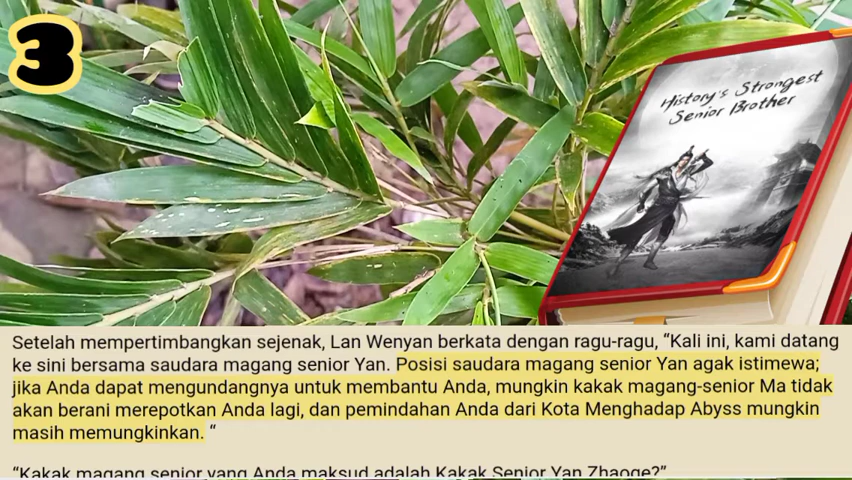 3
History's Strongest
Senior Brother
Setelah mempertimbangkan sejenak, Lan Wenyan berkata dengan ragu-ragu, “Kali ini, kami datang
ke sini bersama saudara magang senior Yan. Posisi saudara magang senior Yan agak istimewa;
jika Anda dapat mengundangnya untuk membantu Anda, mungkin kakak magang-senior Ma tidak
akan berani merepotkan Anda lagi, dan pemindahan Anda dari Kota Menghadap Abyss mungkin
masih memungkinkan. “
“Kakak magang senior yang Anda maksud adalah Kakak Senior Yan Zhaoge?”